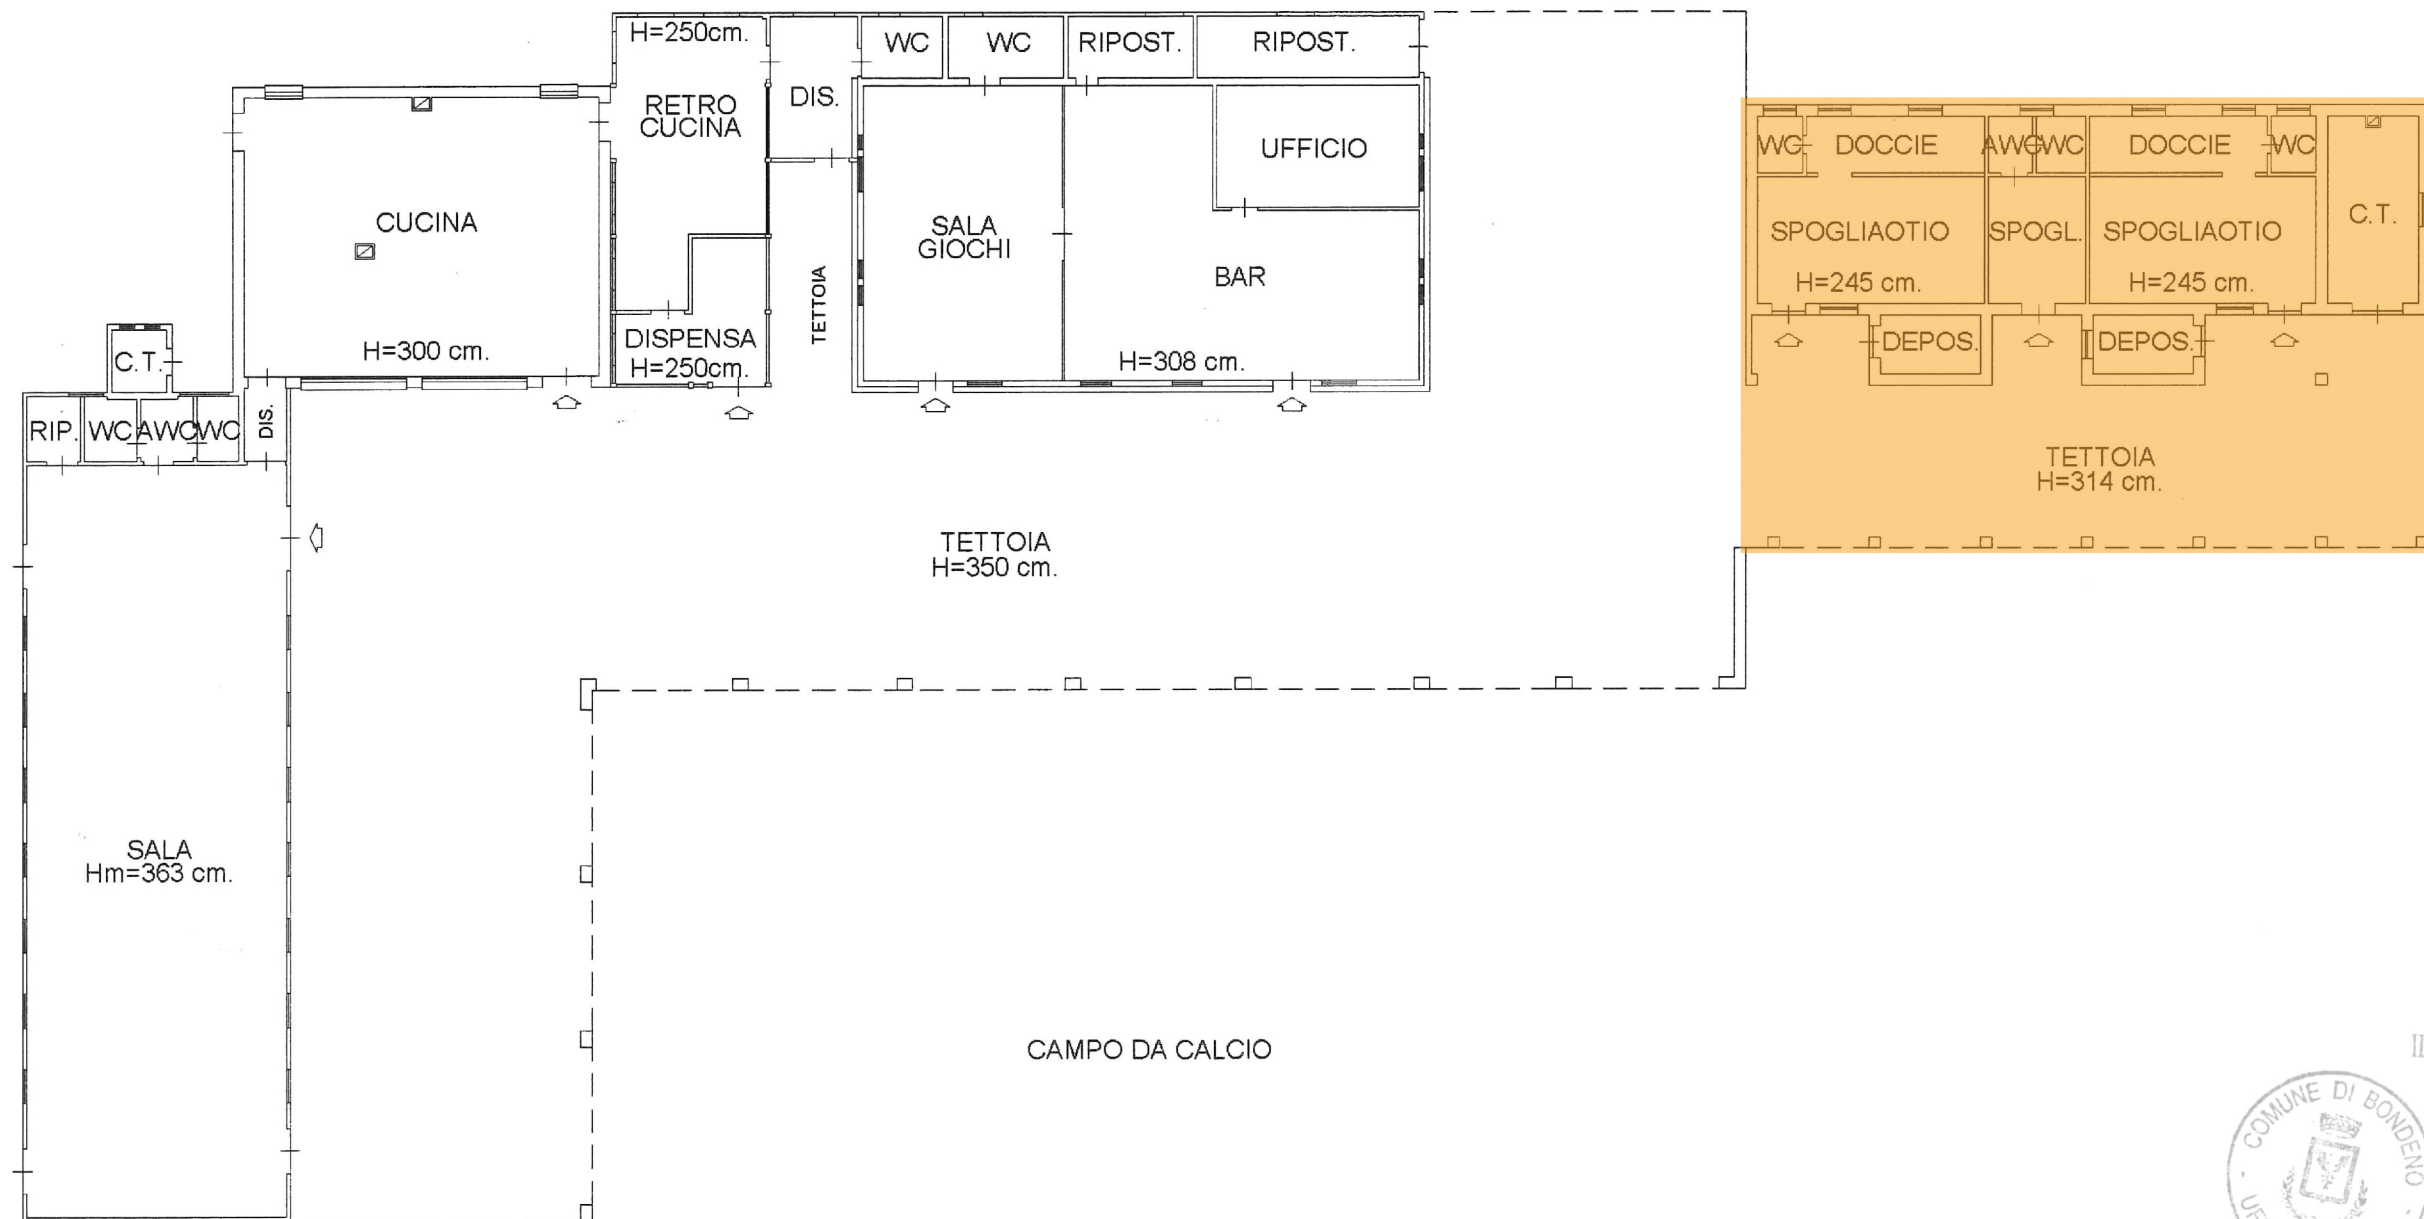 H=250cm.
WC
WC
RIPOST.
RIPOST.
DIS.
RETRO
CUCINA
UFFICIO
CUCINA
SALA
GIOCHI
BAR
TETTOIA
DISPENSA
H=250cm.
H=300 cm.
H=308 cm.
C.T.
RIP.
WC
AWC
WC
DIS.
WC
DOCCIE
AWC
WC
DOCCIE
WC
C.T.
SPOGLIAOTIO
H=245 cm.
SPOGL.
SPOGLIAOTIO
H=245 cm.
DEPOS.
DEPOS.
TETTOIA
H=314 cm.
TETTOIA
H=350 cm.
SALA
Hm=363 cm.
CAMPO DA CALCIO
COMUNE DI BONDENO